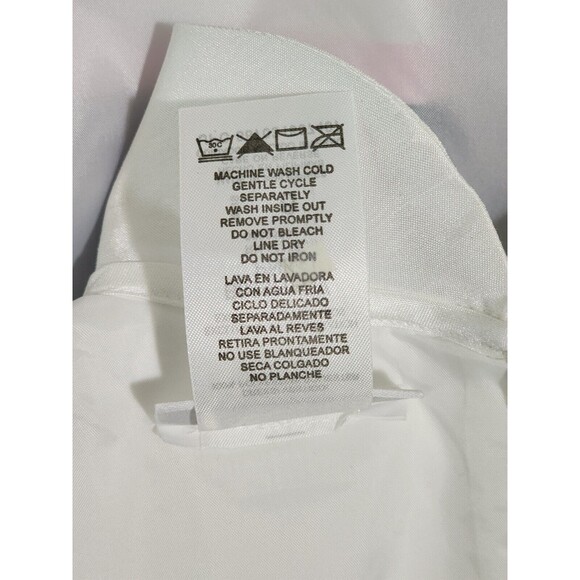 30C
MACHINE WASH COLD
GENTLE CYCLE
SEPARATELY
WASH INSIDE OUT
REMOVE PROMPTLY
DO NOT BLEACH
LINE DRY
DO NOT IRON
LAVA EN LAVADORA
CON AGUA FRIA
CICLO DELICADO
SEPARADAMENTE
LAVA AL REVES
RETIRA PRONTAMENTE
NO USE BLANQUEADOR
SECA COLGADO
NO PLANCHE